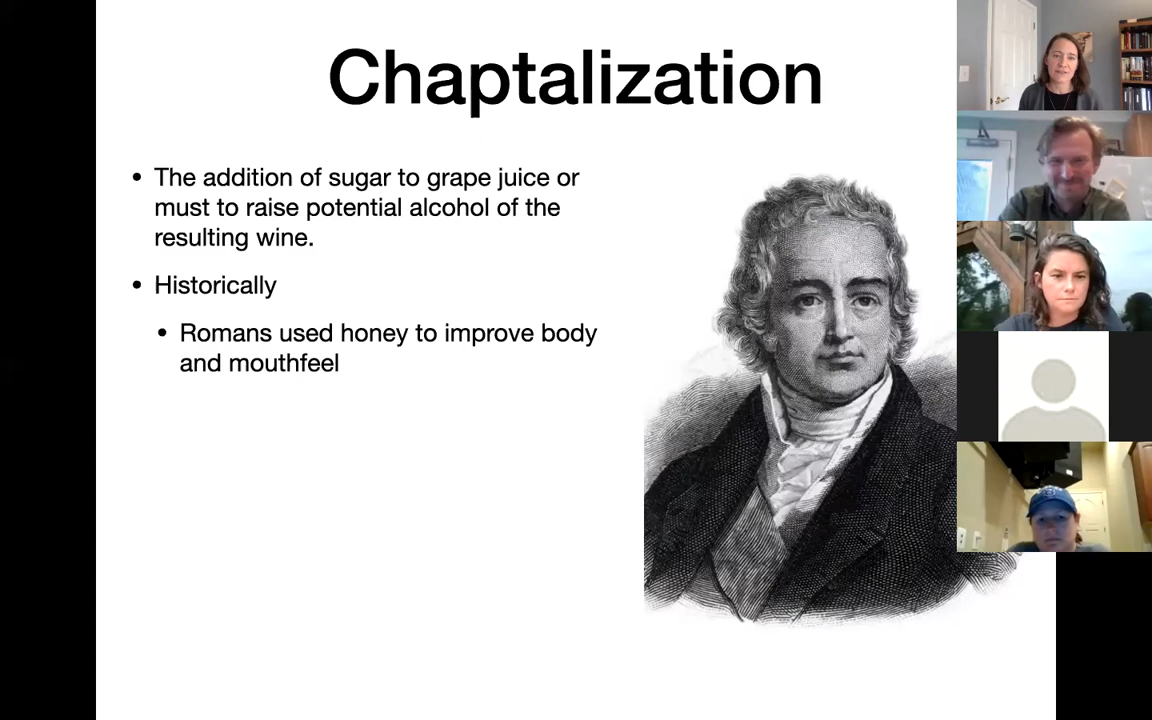 Chaptalization
• The addition of sugar to grape juice or
must to raise potential alcohol of the
resulting wine.
• Historically
• Romans used honey to improve body
and mouthfeel